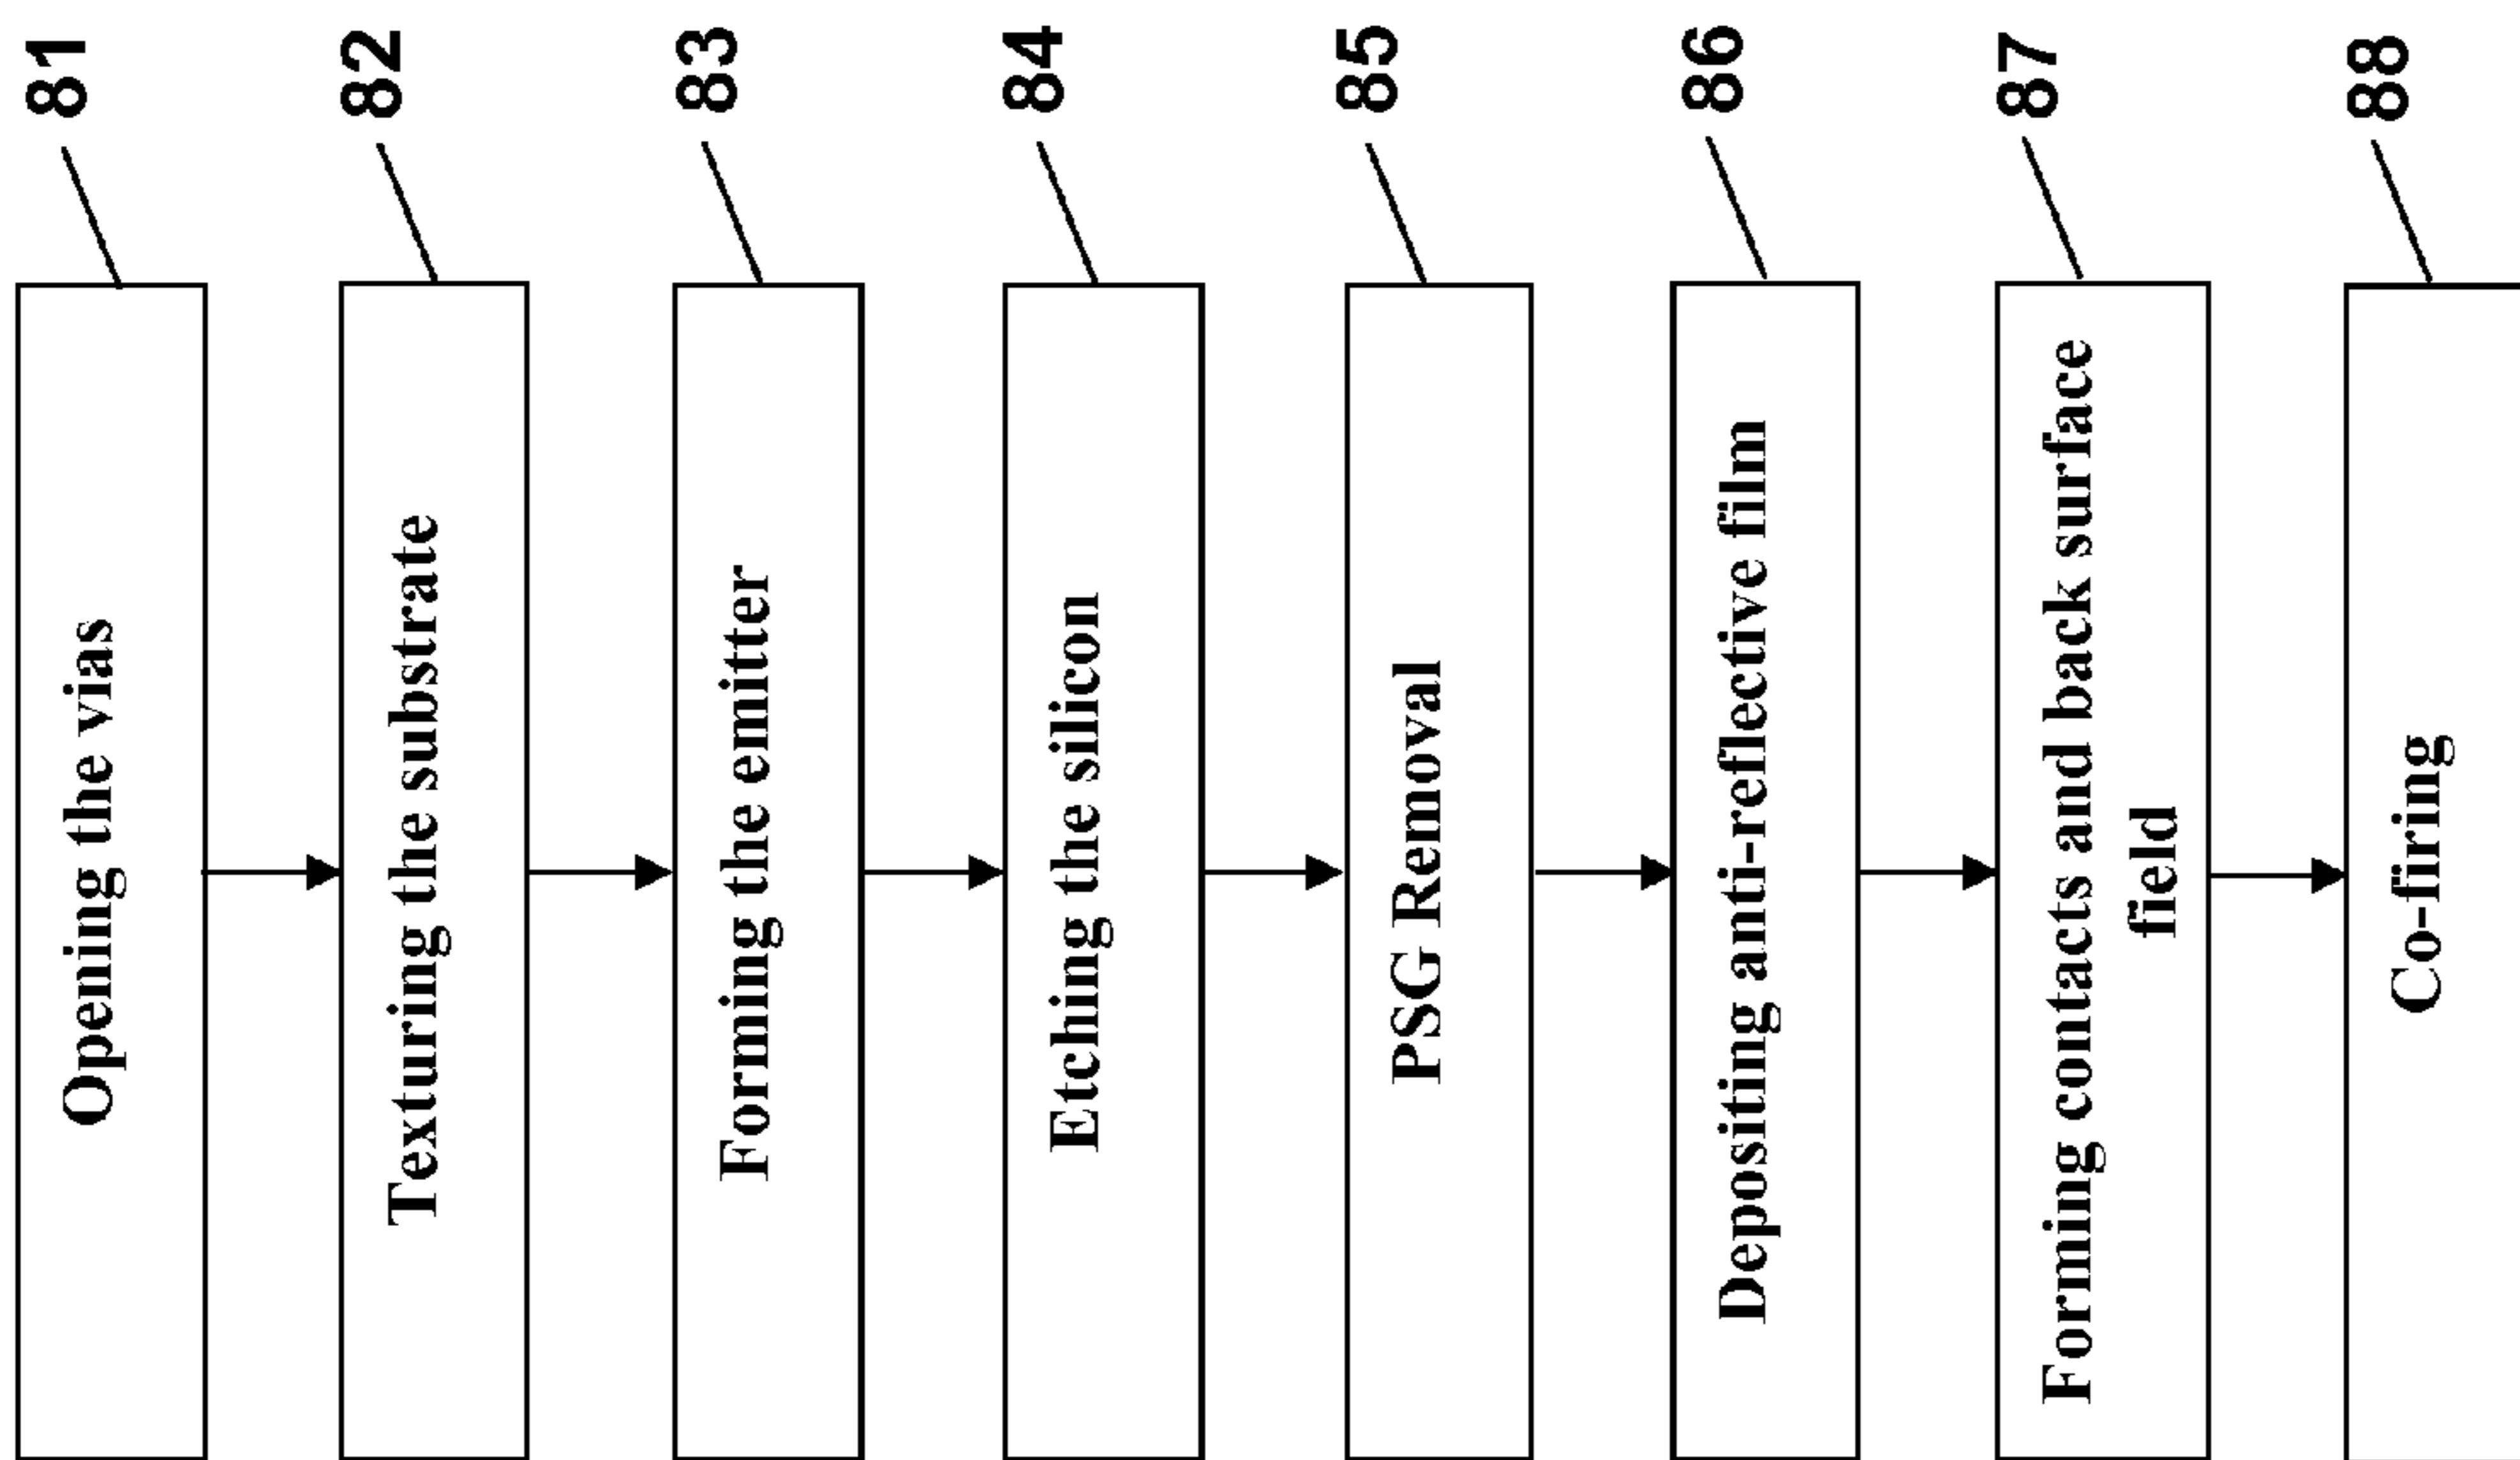 81
Opening the vias
82
Texturing the substrate
83
Forming the emitter
84
Etching the silicon
85
PSG Removal
86
Depositing anti-reflective film
87
Forming contacts and back surface
field
88
Co-firing